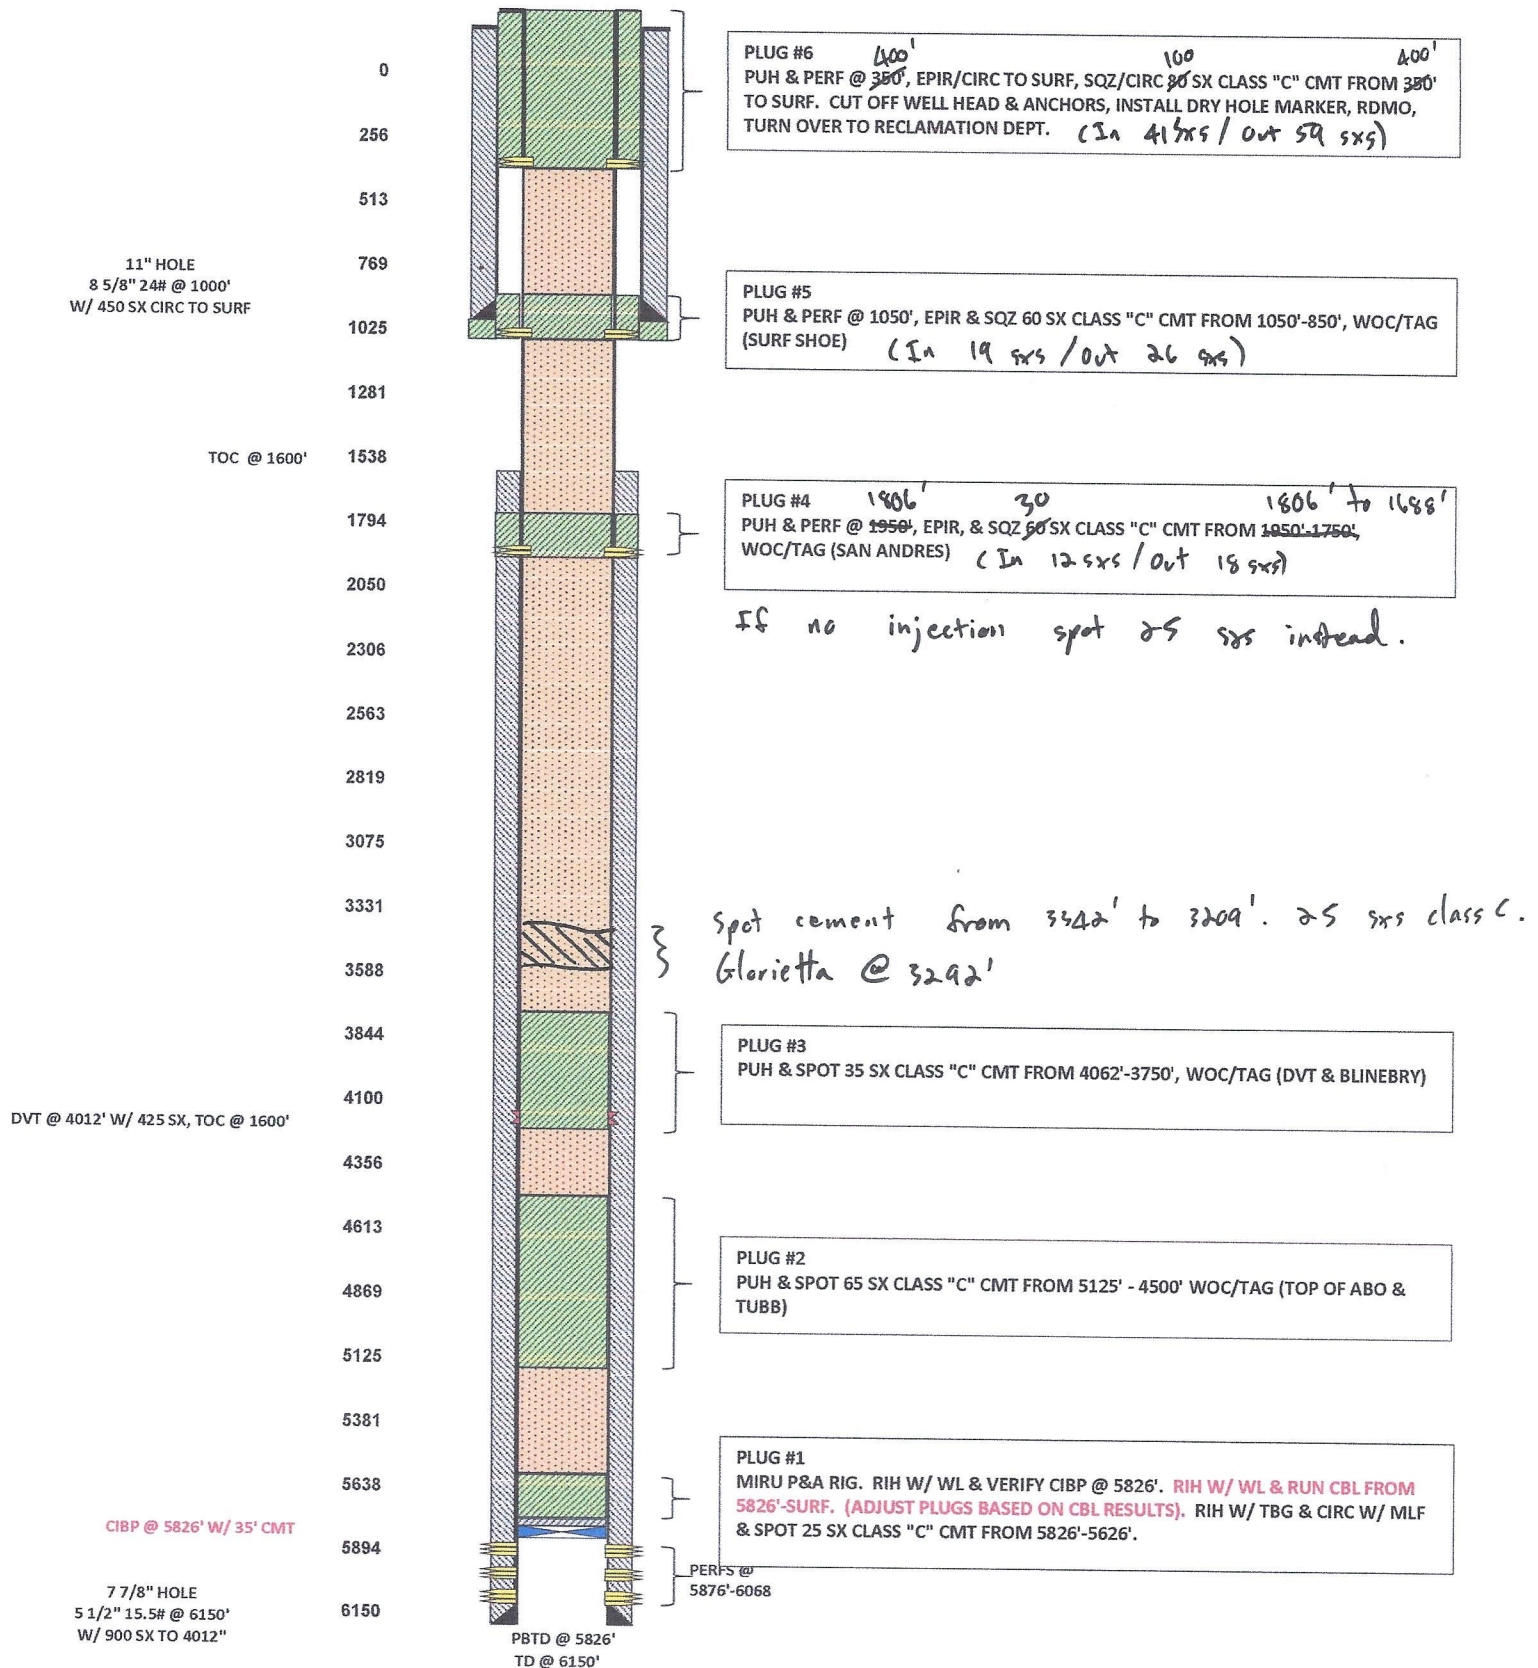 400' 100 400'
PLUG #6
PUH & PERF @ 350', EPIR/CIRC TO SURF, SQZ/CIRC 80 SX CLASS "C" CMT FROM 350'
TO SURF. CUT OFF WELL HEAD & ANCHORS, INSTALL DRY HOLE MARKER, RDMO,
TURN OVER TO RECLAMATION DEPT. (In 41 sxs / Out 59 sxs)
0
256
513
769
11" HOLE
8 5/8" 24# @ 1000'
W/ 450 SX CIRC TO SURF
1025
PLUG #5
PUH & PERF @ 1050', EPIR & SQZ 60 SX CLASS "C" CMT FROM 1050'-850', WOC/TAG
(SURF SHOE) (In 19 sxs / Out 26 sxs)
1281
TOC @ 1600'
1538
1794
1806' 30 1806' to 1688'
PLUG #4
PUH & PERF @ 1950', EPIR, & SQZ 60 SX CLASS "C" CMT FROM 1950'-1750',
WOC/TAG (SAN ANDRES) (In 12 sxs / Out 18 sxs)
If no injection spot 25 sxs instead.
2050
2306
2563
2819
3075
3331
3588
Spot cement from 3342' to 3209'. 25 sxs class C.
Glorietta @ 3292'
3844
4100
PLUG #3
PUH & SPOT 35 SX CLASS "C" CMT FROM 4062'-3750', WOC/TAG (DVT & BLINEBRY)
DVT @ 4012' W/ 425 SX, TOC @ 1600'
4356
4613
4869
5125
PLUG #2
PUH & SPOT 65 SX CLASS "C" CMT FROM 5125' - 4500' WOC/TAG (TOP OF ABO &
TUBB)
5381
5638
PLUG #1
MIRU P&A RIG. RIH W/ WL & VERIFY CIBP @ 5826'. RIH W/ WL & RUN CBL FROM
5826'-SURF. (ADJUST PLUGS BASED ON CBL RESULTS). RIH W/ TBG & CIRC W/ MLF
& SPOT 25 SX CLASS "C" CMT FROM 5826'-5626'.
CIBP @ 5826' W/ 35' CMT
5894
PERFS @
5876'-6068
7 7/8" HOLE
5 1/2" 15.5# @ 6150'
W/ 900 SX TO 4012"
6150
PBTD @ 5826'
TD @ 6150'